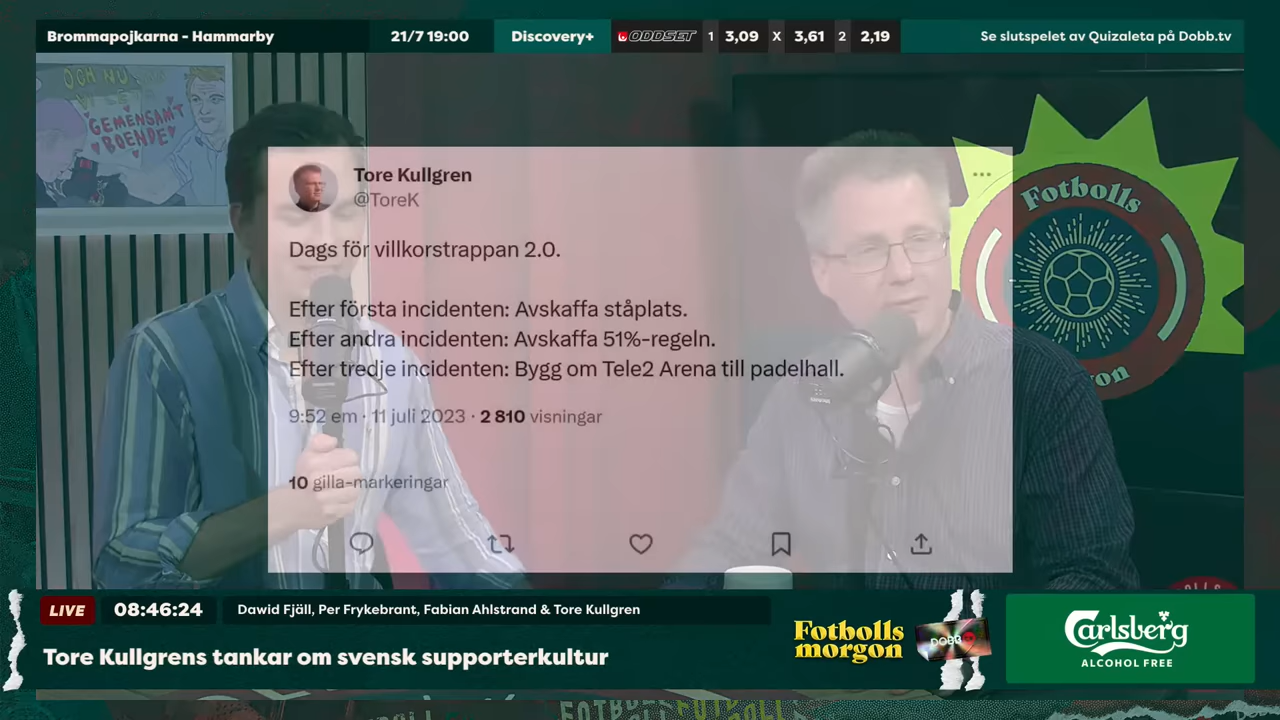 Brommapojkarna - Hammarby
21/7 19:00
Discovery+
ODDSET
1 3,09 X 3,61 2 2,19
Se slutspelet av Quizaleta på Dobb.tv
OCH NU
GEMENSAMT
BOENDE
Fotbolls
on
Tore Kullgren
@ToreK
Dags för villkorstrappan 2.0.
Efter första incidenten: Avskaffa ståplats.
Efter andra incidenten: Avskaffa 51%-regeln.
Efter tredje incidenten: Bygg om Tele2 Arena till padelhall.
9:52 em · 11 juli 2023 · 2 810 visningar
10 gilla-markeringar
LIVE
08:46:24
Dawid Fjäll, Per Frykebrant, Fabian Ahlstrand & Tore Kullgren
Tore Kullgrens tankar om svensk supporterkultur
Fotbolls
morgon
DOBB
Carlsberg
ALCOHOL FREE